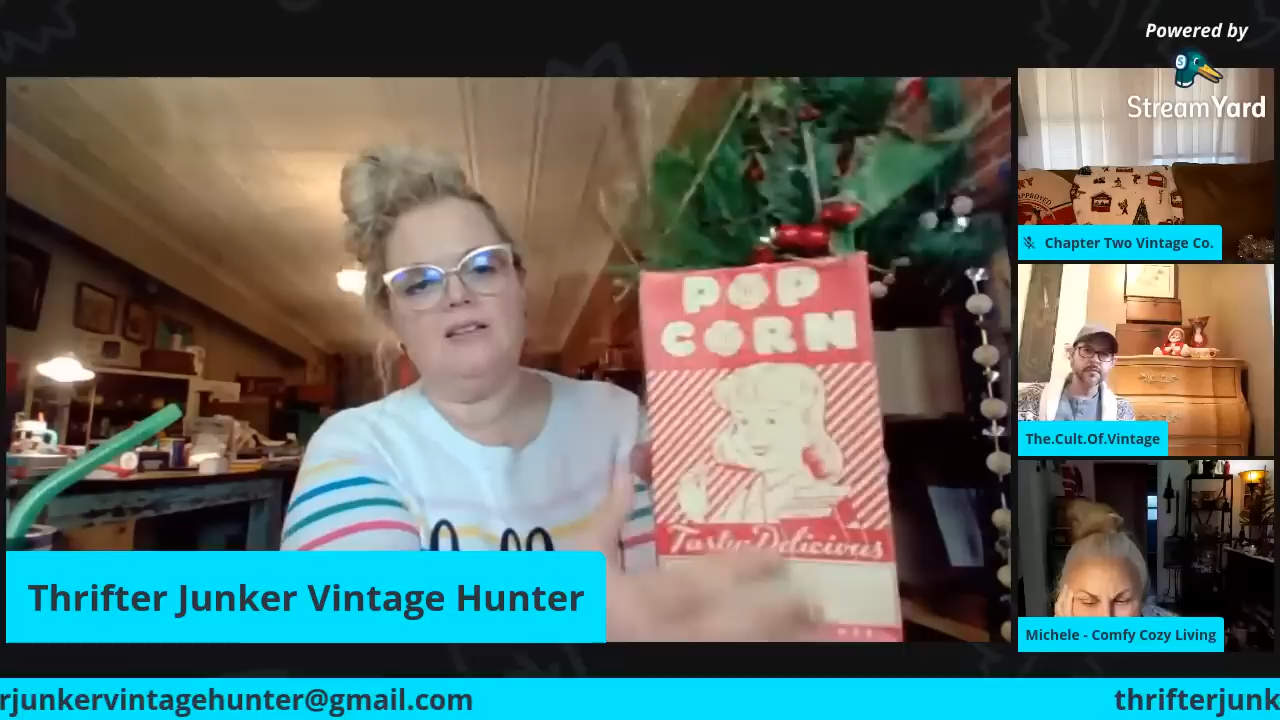 Powered by
StreamYard
POP
CORN
Tasty-Delicious
APPROVED
Chapter Two Vintage Co.
The.Cult.Of.Vintage
Michele - Comfy Cozy Living
Thrifter Junker Vintage Hunter
rjunkervintagehunter@gmail.com
thrifterjunk